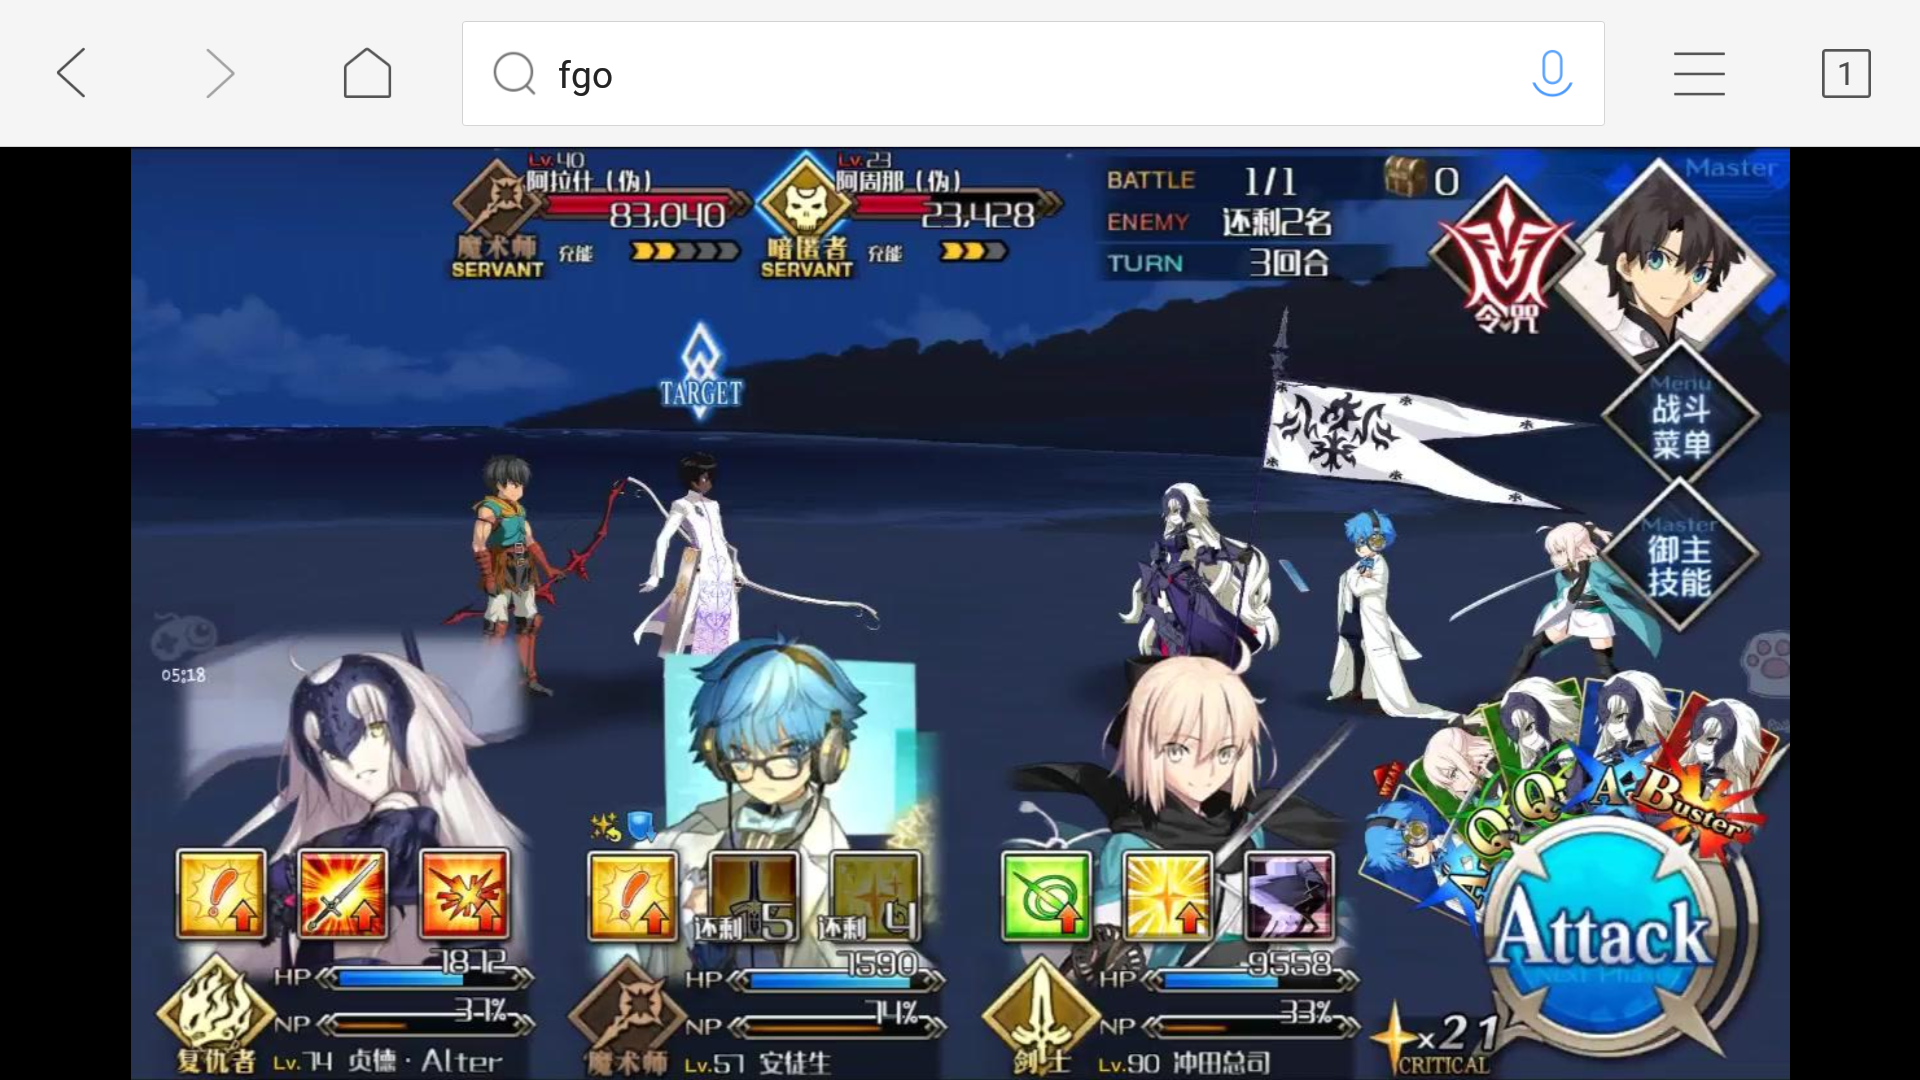 fgo
1
Lv.40
阿拉什（伪）
83,040
魔术师
充能
SERVANT
Lv.23
阿周那（伪）
23,428
暗匿者
充能
SERVANT
BATTLE 1/1
0
ENEMY 还剩2名
TURN 3回合
Master
令咒
Menu
战斗
菜单
Master
御主
技能
TARGET
05:18
还剩15
还剩 4
Q
Q
A
Buster
A
Attack
HP
NP 37%
复仇者 Lv.74 贞德·Alter
HP 7590
NP 74%
魔术师 Lv.57 安徒生
HP 9558
NP 33%
剑士 Lv.90 冲田总司
x21
CRITICAL